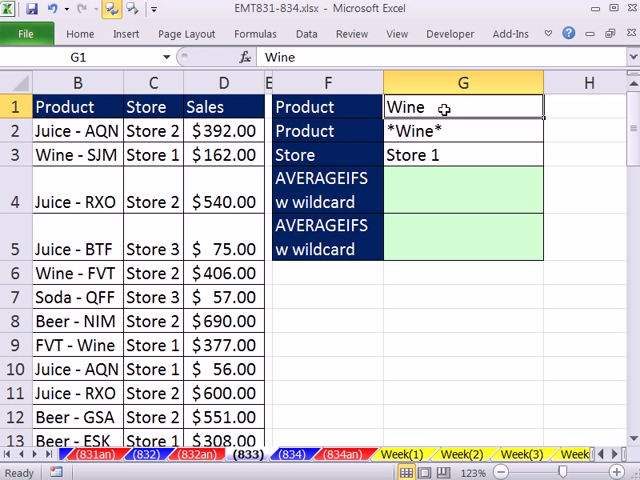 EMT831-834.xlsx - Microsoft Excel
File Home Insert Page Layout Formulas Data Review View Developer Add-Ins
G1 fx Wine
B C D E F G H
1 Product Store Sales Product Wine
2 Juice - AQN Store 2 $392.00 Product *Wine*
3 Wine - SJM Store 1 $162.00 Store Store 1
AVERAGEIFS
4 Juice - RXO Store 2 $540.00 w wildcard
AVERAGEIFS
5 Juice - BTF Store 3 $ 75.00 w wildcard
6 Wine - FVT Store 2 $406.00
7 Soda - QFF Store 3 $ 57.00
8 Beer - NIM Store 2 $690.00
9 FVT - Wine Store 1 $377.00
10 Juice - AQN Store 1 $ 56.00
11 Juice - RXO Store 2 $600.00
12 Beer - GSA Store 2 $551.00
13 Beer - ESK Store 1 $308.00
(831an) (832) (832an) (833) (834) (834an) Week(1) Week(2) Week(3) Week
Ready 123%